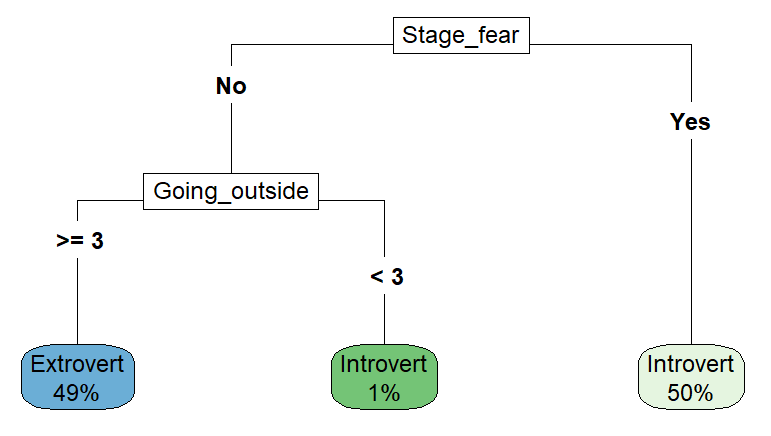 Stage_fear
No
Yes
Going_outside
>= 3
< 3
Extrovert
49%
Introvert
1%
Introvert
50%